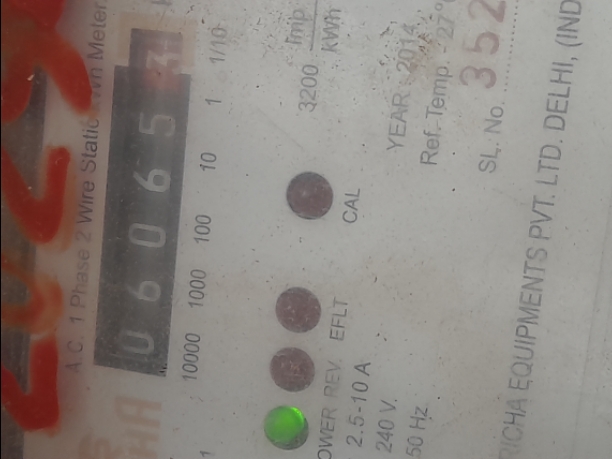 A.C. 1 Phase 2 Wire Static kWh Meter
0 6 0 6 5 3
10000 1000 100 10 1 1/10
3200 Imp
kWh
CAL
EFLT
REV.
OWER
2.5-10 A
240 V.
50 Hz
YEAR 2014
Ref. Temp. 27°
SL. No. 352
RICHA EQUIPMENTS PVT. LTD. DELHI, (IND